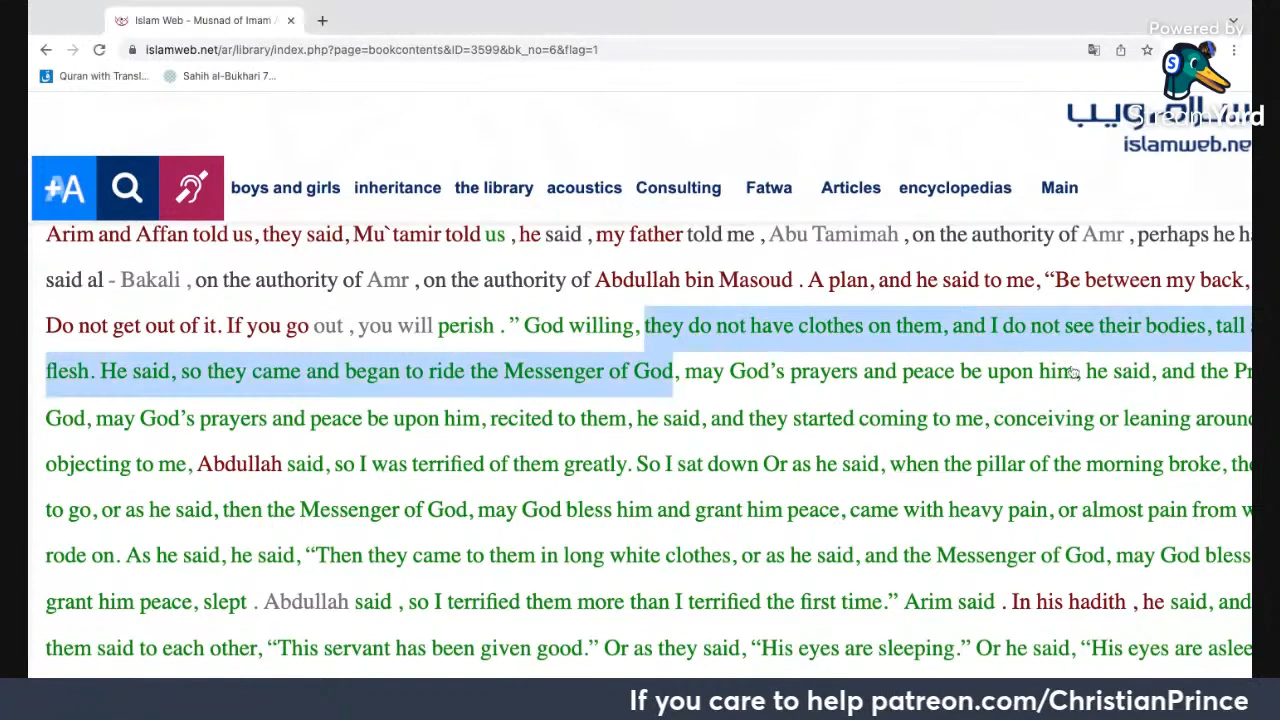 Islam Web - Musnad of Imam
Powered by
islamweb.net/ar/library/index.php?page=bookcontents&ID=3599&bk_no=6&flag=1
Quran with Transl... Sahih al-Bukhari 7...
StreamYard
islamweb.ne
+A boys and girls inheritance the library acoustics Consulting Fatwa Articles encyclopedias Main
Arim and Affan told us, they said, Mu`tamir told us , he said , my father told me , Abu Tamimah , on the authority of Amr , perhaps he
said al - Bakali , on the authority of Amr , on the authority of Abdullah bin Masoud . A plan, and he said to me, “Be between my back,
Do not get out of it. If you go out , you will perish . ” God willing, they do not have clothes on them, and I do not see their bodies, tall
flesh. He said, so they came and began to ride the Messenger of God, may God’s prayers and peace be upon him, he said, and the
God, may God’s prayers and peace be upon him, recited to them, he said, and they started coming to me, conceiving or leaning
objecting to me, Abdullah said, so I was terrified of them greatly. So I sat down Or as he said, when the pillar of the morning broke,
to go, or as he said, then the Messenger of God, may God bless him and grant him peace, came with heavy pain, or almost pain from
rode on. As he said, he said, “Then they came to them in long white clothes, or as he said, and the Messenger of God, may God bless
grant him peace, slept . Abdullah said , so I terrified them more than I terrified the first time.” Arim said . In his hadith , he said, and
them said to each other, “This servant has been given good.” Or as they said, “His eyes are sleeping.” Or he said, “His eyes are
If you care to help patreon.com/ChristianPrince